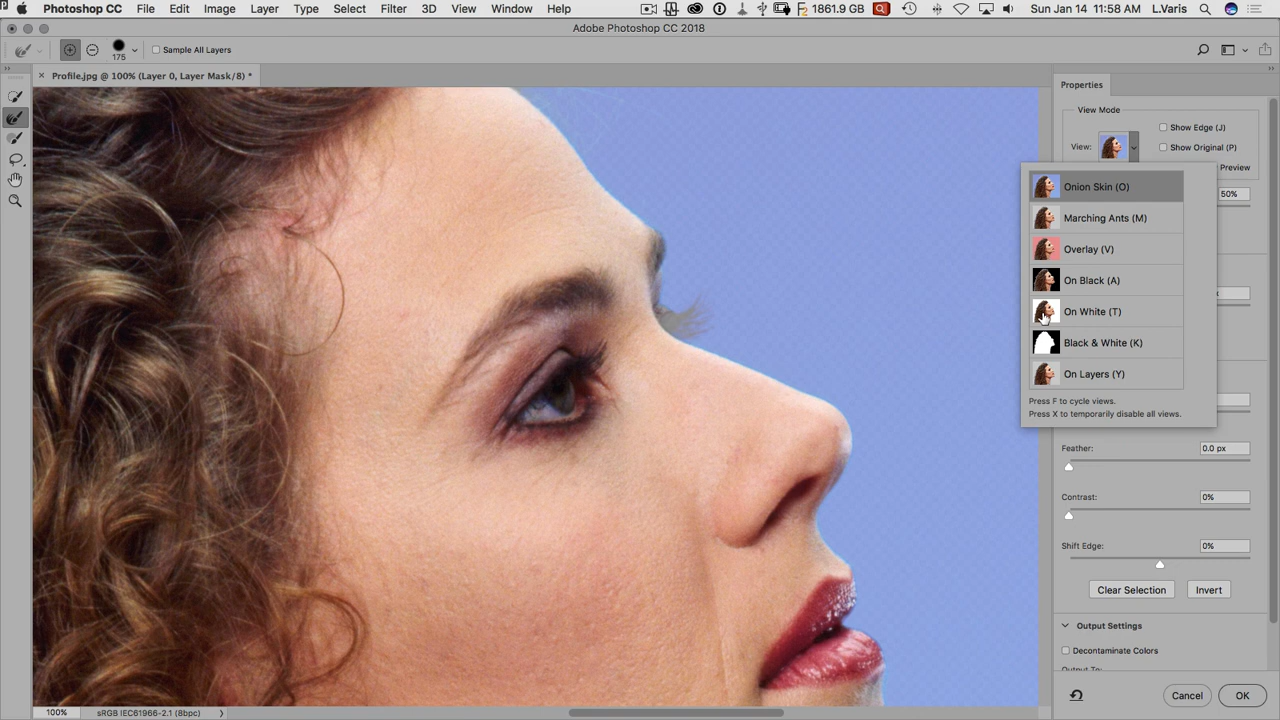 Photoshop CC File Edit Image Layer Type Select Filter 3D View Window Help 1861.9 GB Sun Jan 14 11:58 AM L.Varis
Adobe Photoshop CC 2018
175 Sample All Layers
× Profile.jpg @ 100% (Layer 0, Layer Mask/8) *
Properties
View Mode
Show Edge (J)
View:
Show Original (P)
Preview
Onion Skin (O)
50%
Marching Ants (M)
Overlay (V)
On Black (A)
On White (T)
Black & White (K)
On Layers (Y)
Press F to cycle views.
Press X to temporarily disable all views.
Feather: 0.0 px
Contrast: 0%
Shift Edge: 0%
Clear Selection Invert
Output Settings
Decontaminate Colors
Cancel OK
100% sRGB IEC61966-2.1 (8bpc)